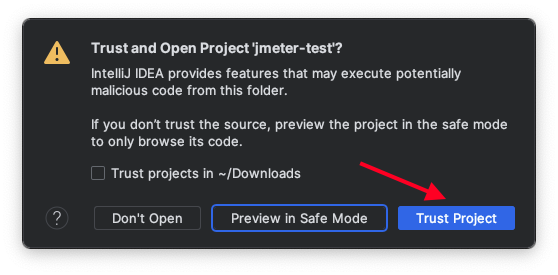 Trust and Open Project 'jmeter-test'?
IntelliJ IDEA provides features that may execute potentially
malicious code from this folder.
If you don't trust the source, preview the project in the safe mode
to only browse its code.
Trust projects in ~/Downloads
? Don't Open Preview in Safe Mode Trust Project